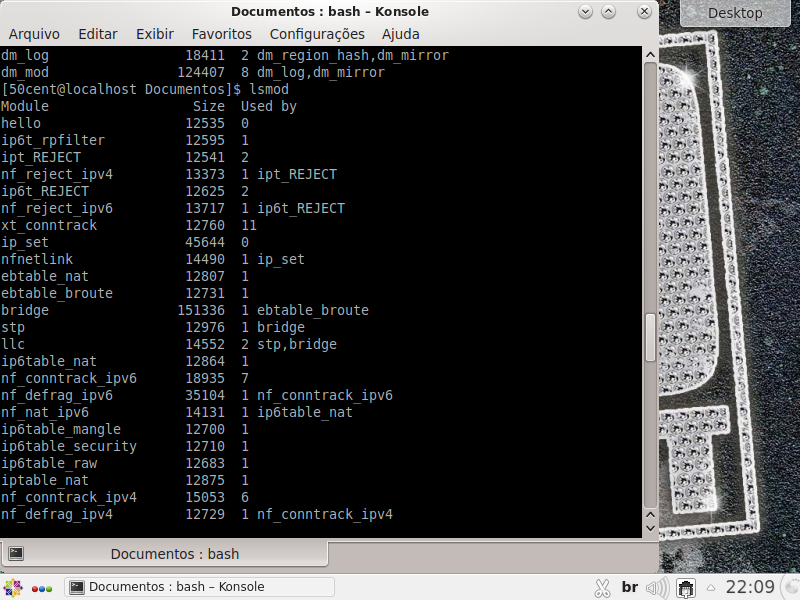 Documentos : bash – Konsole
Desktop
Arquivo Editar Exibir Favoritos Configurações Ajuda
dm_log 18411 2 dm_region_hash,dm_mirror
dm_mod 124407 8 dm_log,dm_mirror
[50cent@localhost Documentos]$ lsmod
Module Size Used by
hello 12535 0
ip6t_rpfilter 12595 1
ipt_REJECT 12541 2
nf_reject_ipv4 13373 1 ipt_REJECT
ip6t_REJECT 12625 2
nf_reject_ipv6 13717 1 ip6t_REJECT
xt_conntrack 12760 11
ip_set 45644 0
nfnetlink 14490 1 ip_set
ebtable_nat 12807 1
ebtable_broute 12731 1
bridge 151336 1 ebtable_broute
stp 12976 1 bridge
llc 14552 2 stp,bridge
ip6table_nat 12864 1
nf_conntrack_ipv6 18935 7
nf_defrag_ipv6 35104 1 nf_conntrack_ipv6
nf_nat_ipv6 14131 1 ip6table_nat
ip6table_mangle 12700 1
ip6table_security 12710 1
ip6table_raw 12683 1
iptable_nat 12875 1
nf_conntrack_ipv4 15053 6
nf_defrag_ipv4 12729 1 nf_conntrack_ipv4
Documentos : bash
Documentos : bash – Konsole
br
22:09